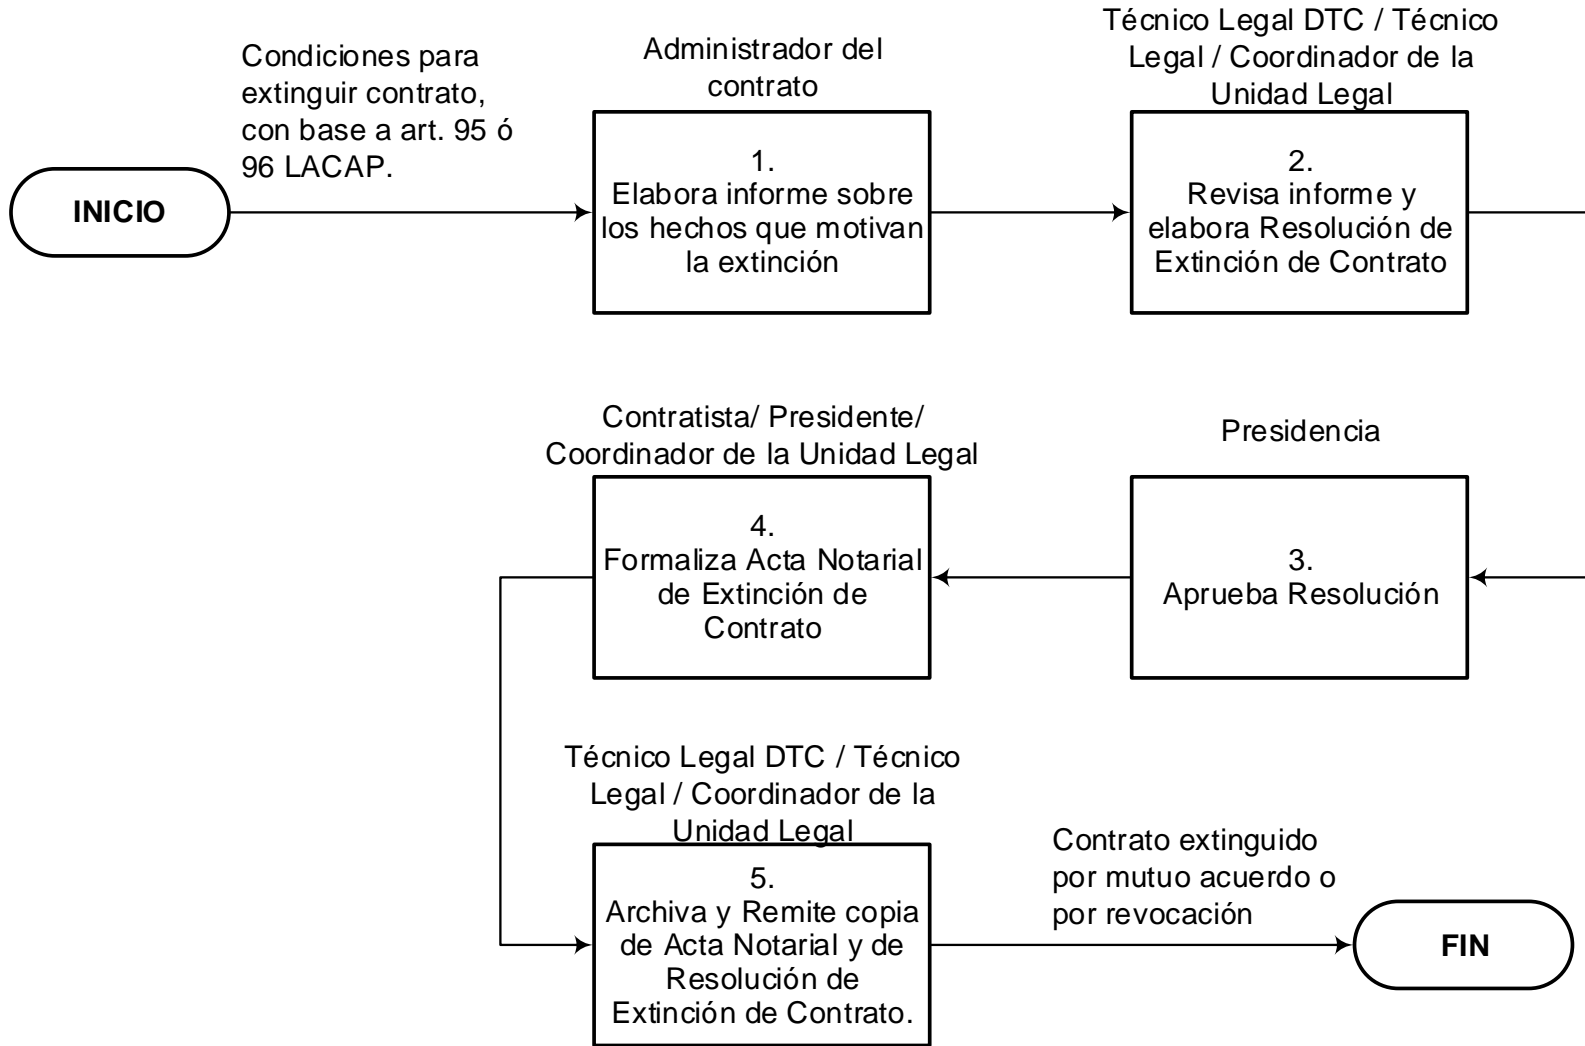 INICIO
Condiciones para
extinguir contrato,
con base a art. 95 ó
96 LACAP.
Administrador del
contrato
1.
Elabora informe sobre
los hechos que motivan
la extinción
Técnico Legal DTC / Técnico
Legal / Coordinador de la
Unidad Legal
2.
Revisa informe y
elabora Resolución de
Extinción de Contrato
Presidencia
3.
Aprueba Resolución
Contratista/ Presidente/
Coordinador de la Unidad Legal
4.
Formaliza Acta Notarial
de Extinción de
Contrato
Técnico Legal DTC / Técnico
Legal / Coordinador de la
Unidad Legal
5.
Archiva y Remite copia
de Acta Notarial y de
Resolución de
Extinción de Contrato.
Contrato extinguido
por mutuo acuerdo o
por revocación
FIN